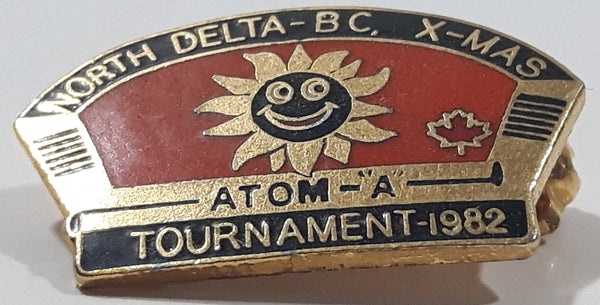 NORTH DELTA-BC. X-MAS
ATOM-"A"
TOURNAMENT-1982